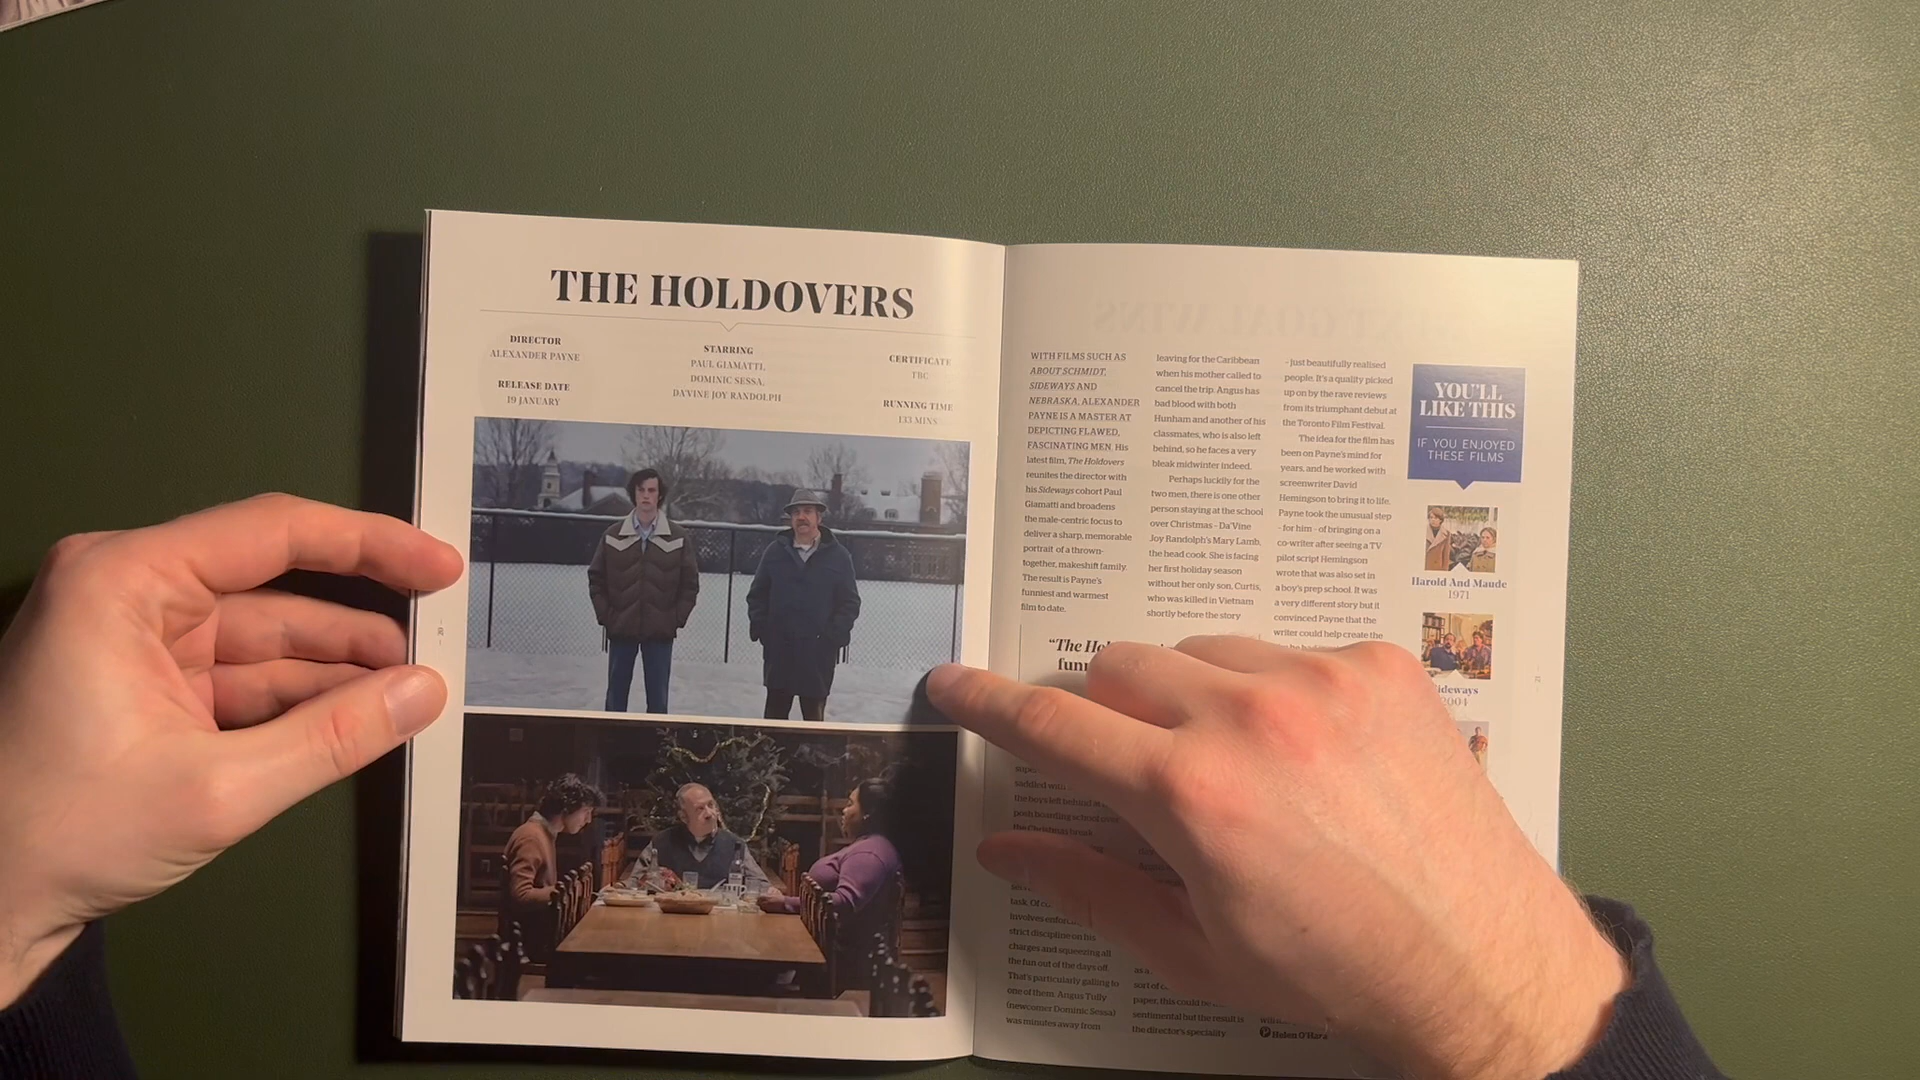 THE HOLDOVERS
DIRECTOR
ALEXANDER PAYNE
RELEASE DATE
19 JANUARY
STARRING
PAUL GIAMATTI,
DOMINIC SESSA,
DA'VINE JOY RANDOLPH
CERTIFICATE
TBC
RUNNING TIME
133 MINS
WITH FILMS SUCH AS
ABOUT SCHMIDT,
SIDEWAYS AND
NEBRASKA, ALEXANDER
PAYNE IS A MASTER AT
DEPICTING FLAWED,
FASCINATING MEN. His
latest film, The Holdovers
reunites the director with
his Sideways cohort Paul
Giamatti and broadens
the male-centric focus to
deliver a sharp, memorable
portrait of a thrown-
together, makeshift family.
The result is Payne's
funniest and warmest
film to date.
"The
saddled
the boys left behind at
posh boarding school over
the Christmas break
task. Of
involves
strict discipline on his
charges and squeezing all
the fun out of the days off.
That's particularly galling to
one of them, Angus Tully
(newcomer Dominic Sessa)
was minutes away from
leaving for the Caribbean
when his mother called to
cancel the trip. Angus has
bad blood with both
Hunham and another of his
classmates, who is also left
behind, so he faces a very
bleak midwinter indeed.
Perhaps luckily for the
two men, there is one other
person staying at the school
over Christmas - Da'Vine
Joy Randolph's Mary Lamb,
the head cook. She is facing
her first holiday season
without her only son, Curtis,
who was killed in Vietnam
shortly before the story
as a
sort of
paper, this could be
sentimental but the result is
the director's speciality
- just beautifully realised
people. It's a quality picked
up on by the rave reviews
from its triumphant debut at
the Toronto Film Festival.
The idea for the film has
been on Payne's mind for
years, and he worked with
screenwriter David
Hemingson to bring it to life.
Payne took the unusual step
- for him - of bringing on a
co-writer after seeing a TV
pilot script Hemingson
wrote that was also set in
a boy's prep school. It was
a very different story but it
convinced Payne that the
writer could help create the
Helen O'Hara
YOU'LL
LIKE THIS
IF YOU ENJOYED
THESE FILMS
Harold And Maude
1971
Sideways
2004